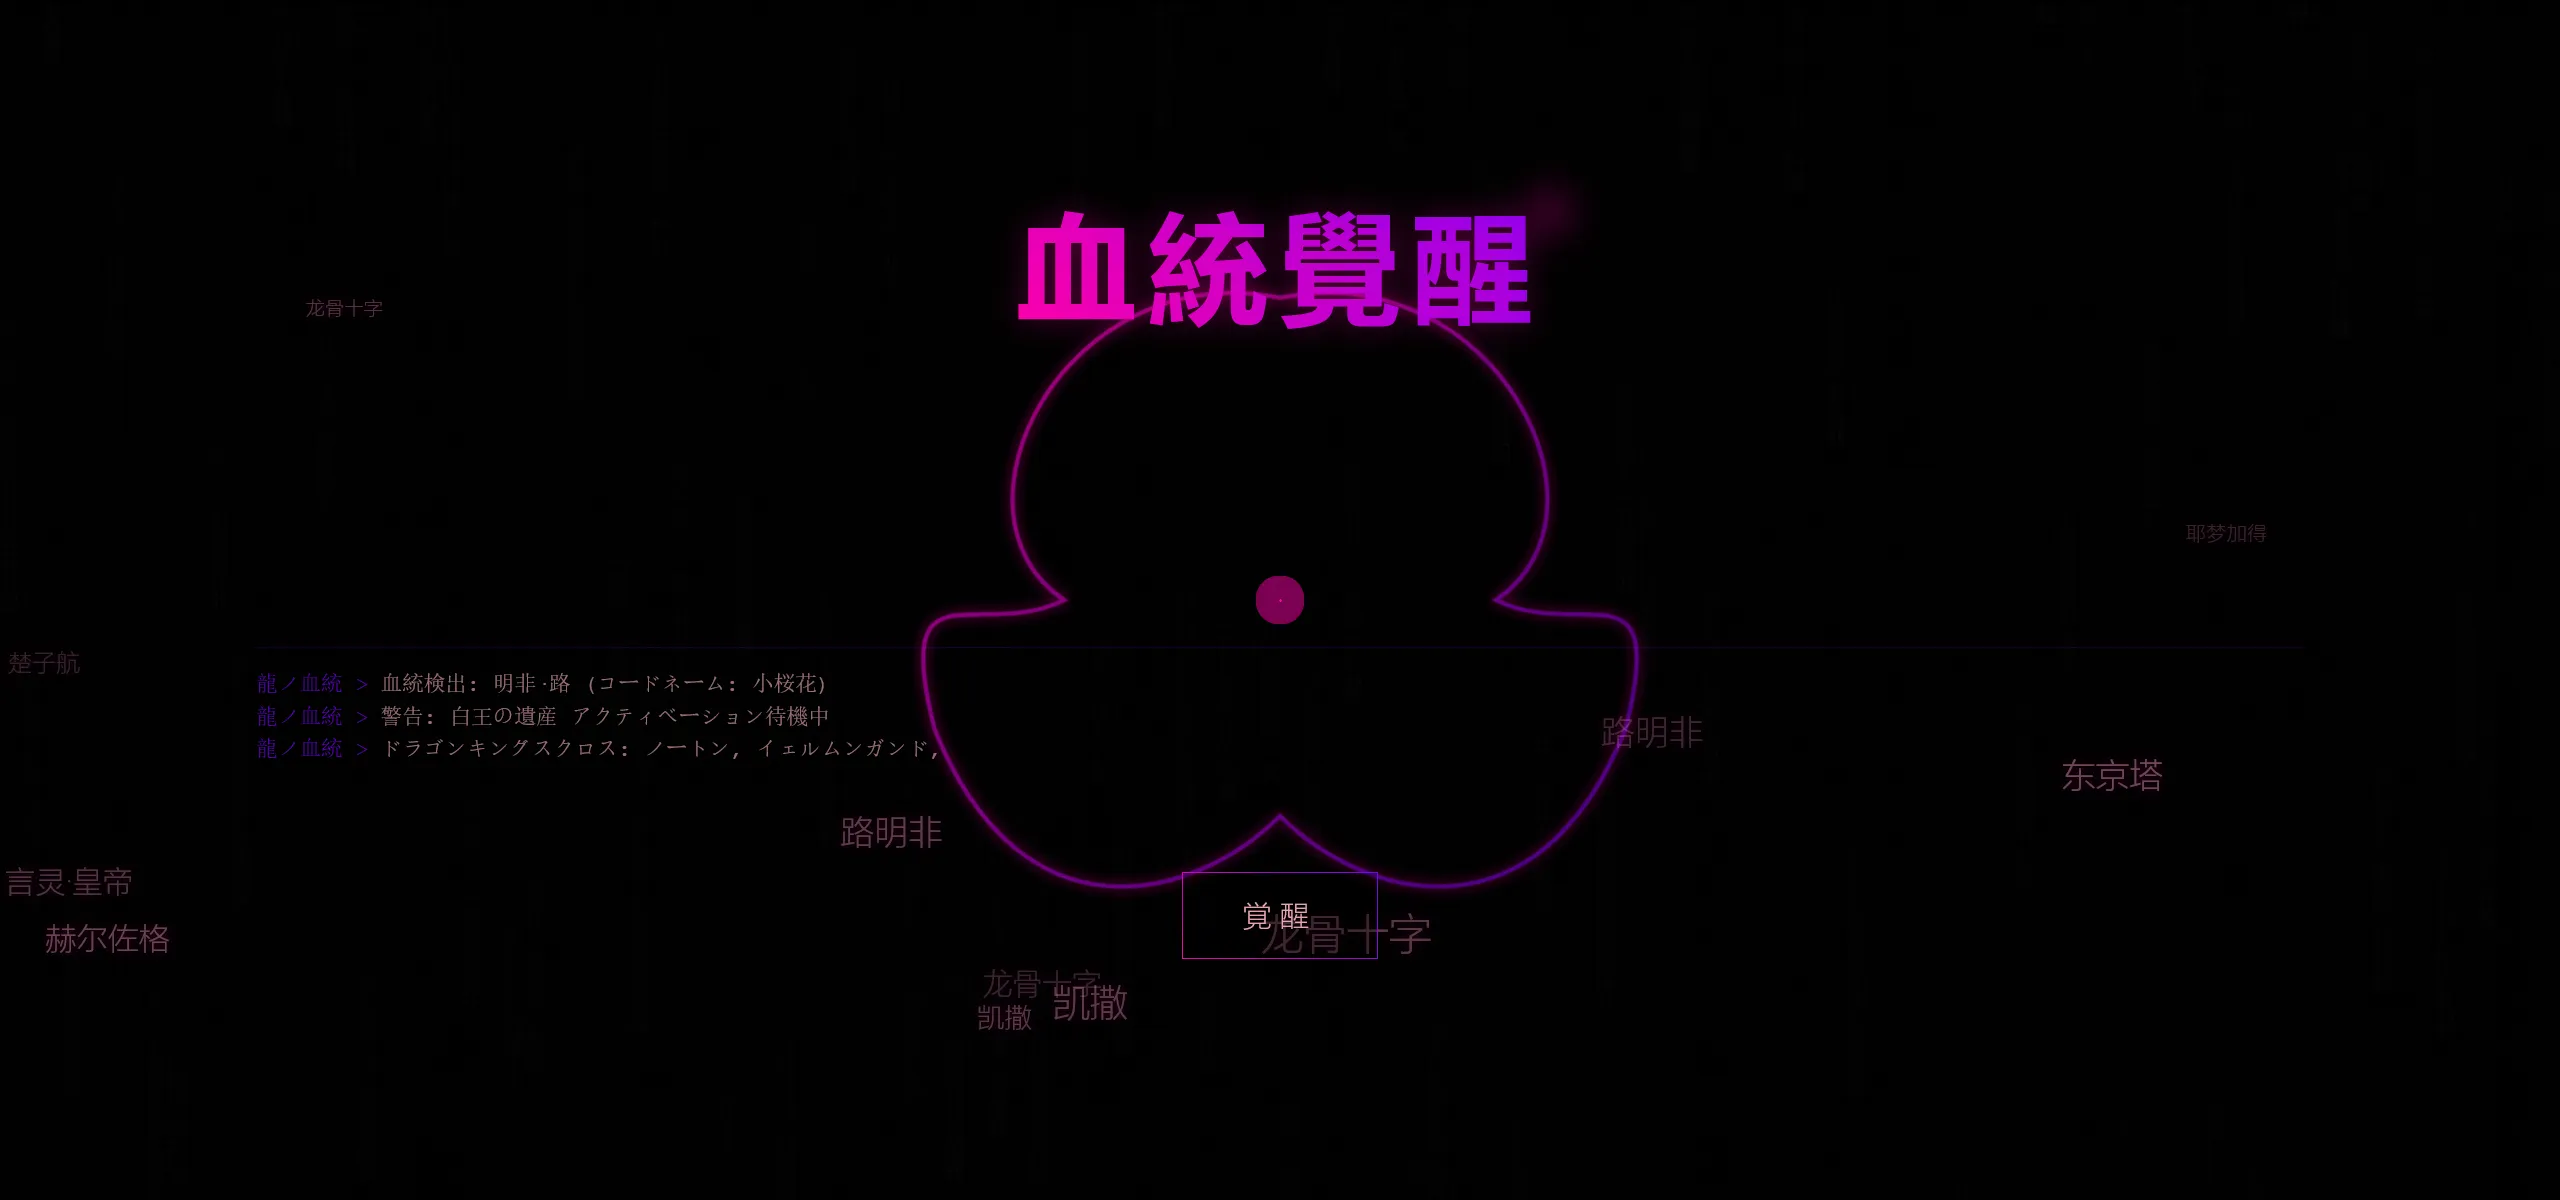 血統覺醒
龙骨十字
耶梦加得
楚子航
龍ノ血統 > 血統検出: 明非·路 (コードネーム: 小桜花)
龍ノ血統 > 警告: 白王の遺産 アクティベーション待機中
龍ノ血統 > ドラゴンキングスクロス: ノートン, イェルムンガンド,
路明非
东京塔
路明非
言灵·皇帝
覚醒
龙骨十字
赫尔佐格
龙骨十字
凯撒
凯撒